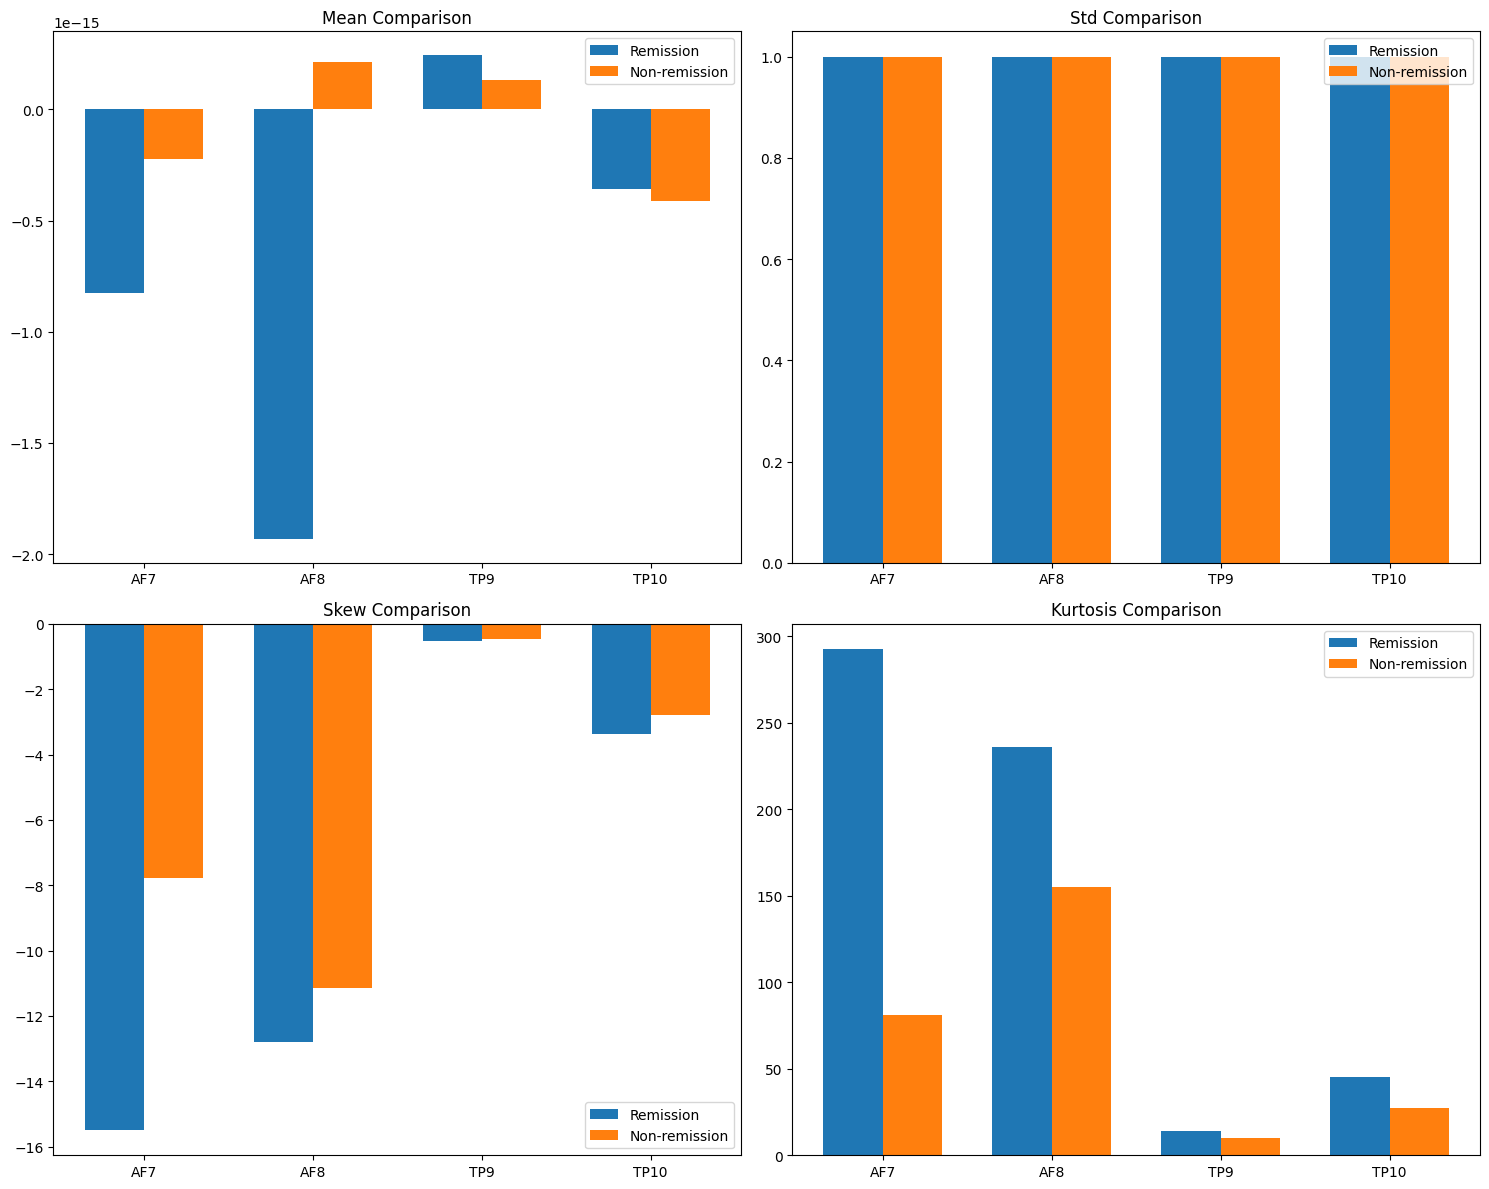 Mean Comparison
1e−15
Remission
Non-remission
0.0
−0.5
−1.0
−1.5
−2.0
AF7 AF8 TP9 TP10
Std Comparison
Remission
Non-remission
1.0
0.8
0.6
0.4
0.2
0.0
AF7 AF8 TP9 TP10
Skew Comparison
0
−2
−4
−6
−8
−10
−12
−14
−16
Remission
Non-remission
AF7 AF8 TP9 TP10
Kurtosis Comparison
Remission
Non-remission
300
250
200
150
100
50
0
AF7 AF8 TP9 TP10